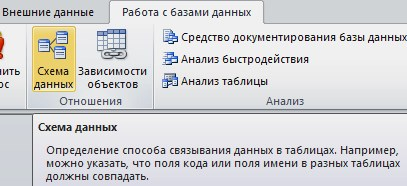 Внешние данные
Работа с базами данных
Схема данных
Зависимости объектов
Средство документирования базы данных
Анализ быстродействия
Анализ таблицы
Отношения
Анализ
Схема данных
Определение способа связывания данных в таблицах. Например,
можно указать, что поля кода или поля имени в разных таблицах
должны совпадать.